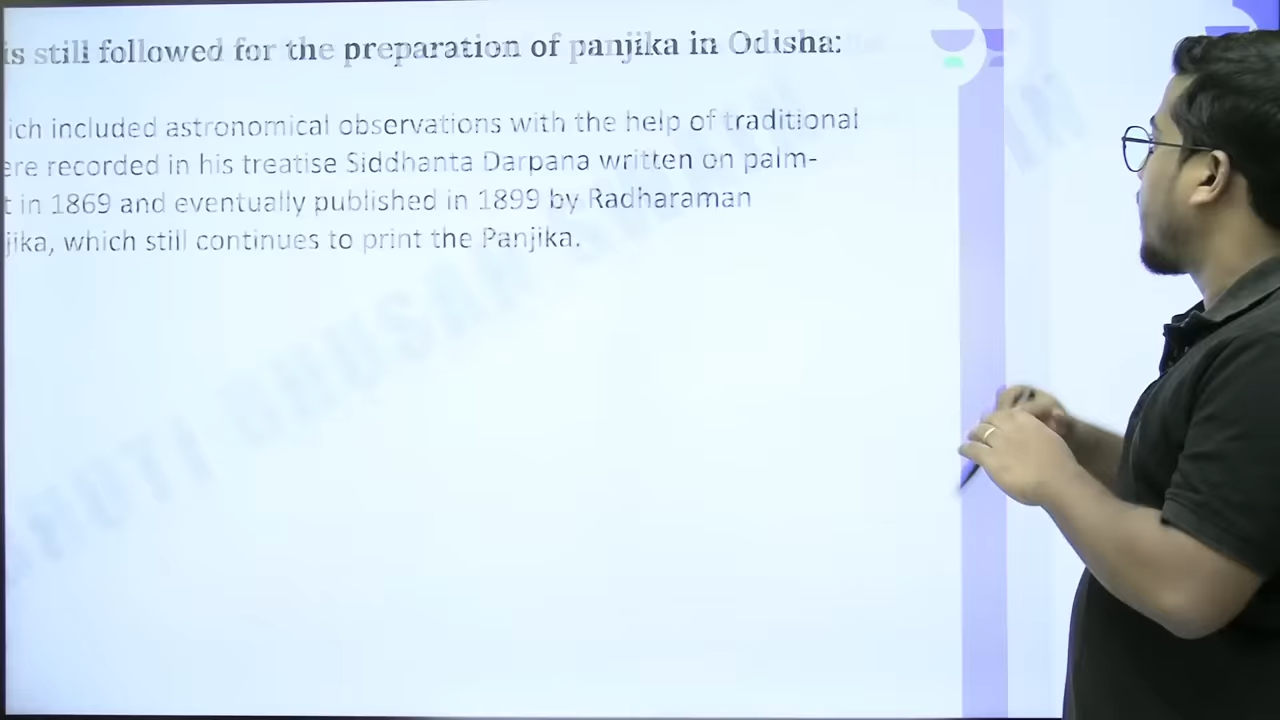 is still followed for the preparation of panjika in Odisha:
ich included astronomical observations with the help of traditional
ere recorded in his treatise Siddhanta Darpana written on palm-
t in 1869 and eventually published in 1899 by Radharaman
jika, which still continues to print the Panjika.